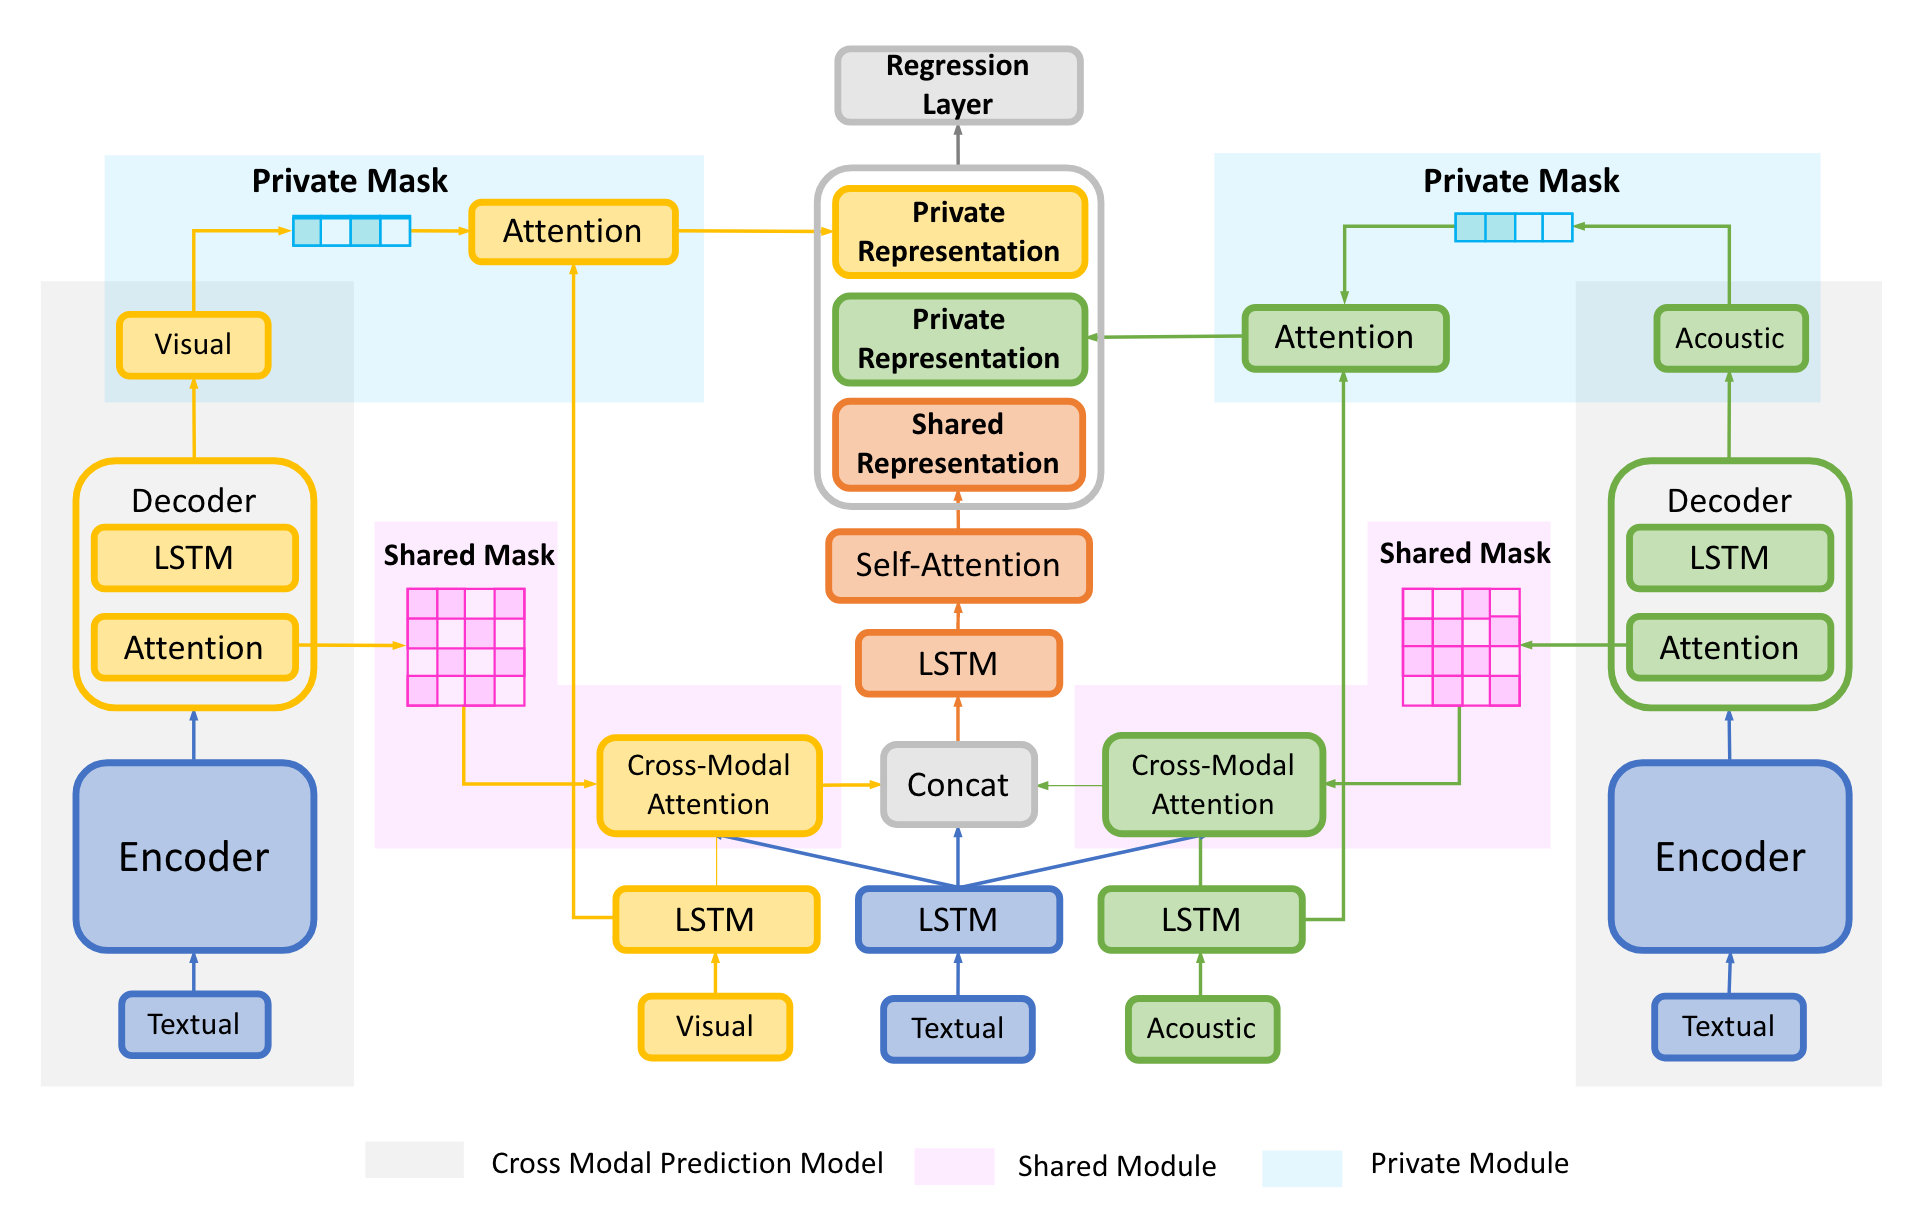 Regression
Layer
Private Mask
Attention
Visual
Decoder
LSTM
Attention
Encoder
Textual
Shared Mask
Cross-Modal
Attention
LSTM
Visual
Private
Representation
Private
Representation
Shared
Representation
Self-Attention
LSTM
Concat
LSTM
Textual
Shared Mask
Cross-Modal
Attention
LSTM
Acoustic
Private Mask
Attention
Acoustic
Decoder
LSTM
Attention
Encoder
Textual
Cross Modal Prediction Model
Shared Module
Private Module